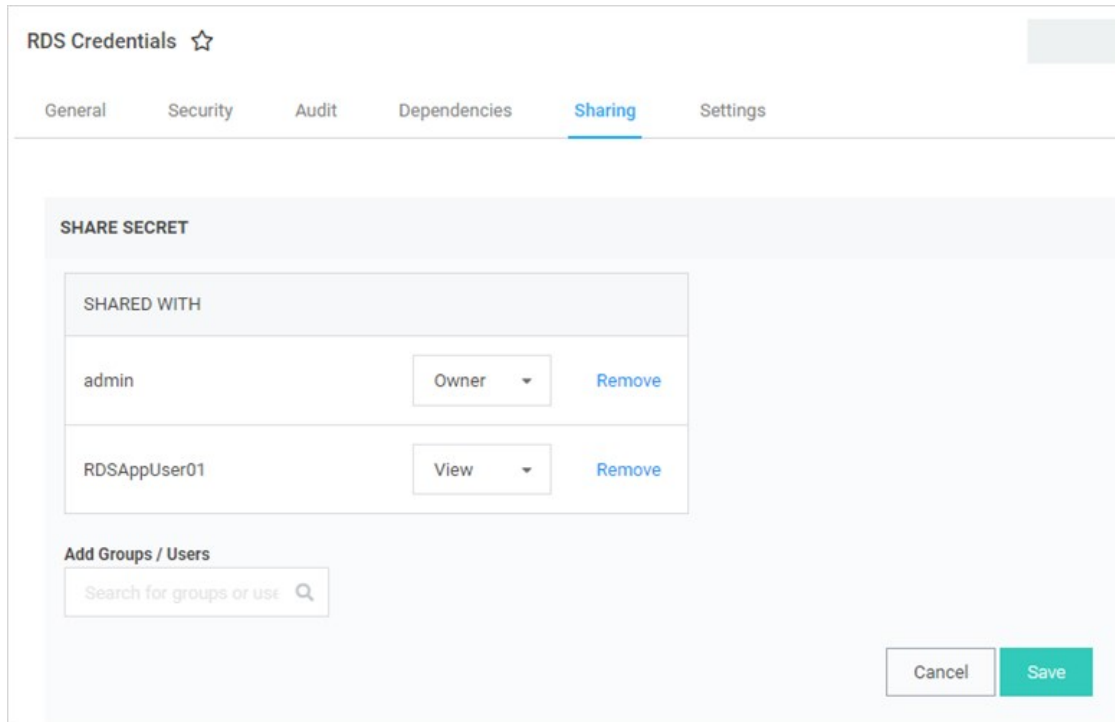 RDS Credentials
General Security Audit Dependencies Sharing Settings
SHARE SECRET
SHARED WITH
admin Owner Remove
RDSAppUser01 View Remove
Add Groups / Users
Search for groups or use
Cancel Save